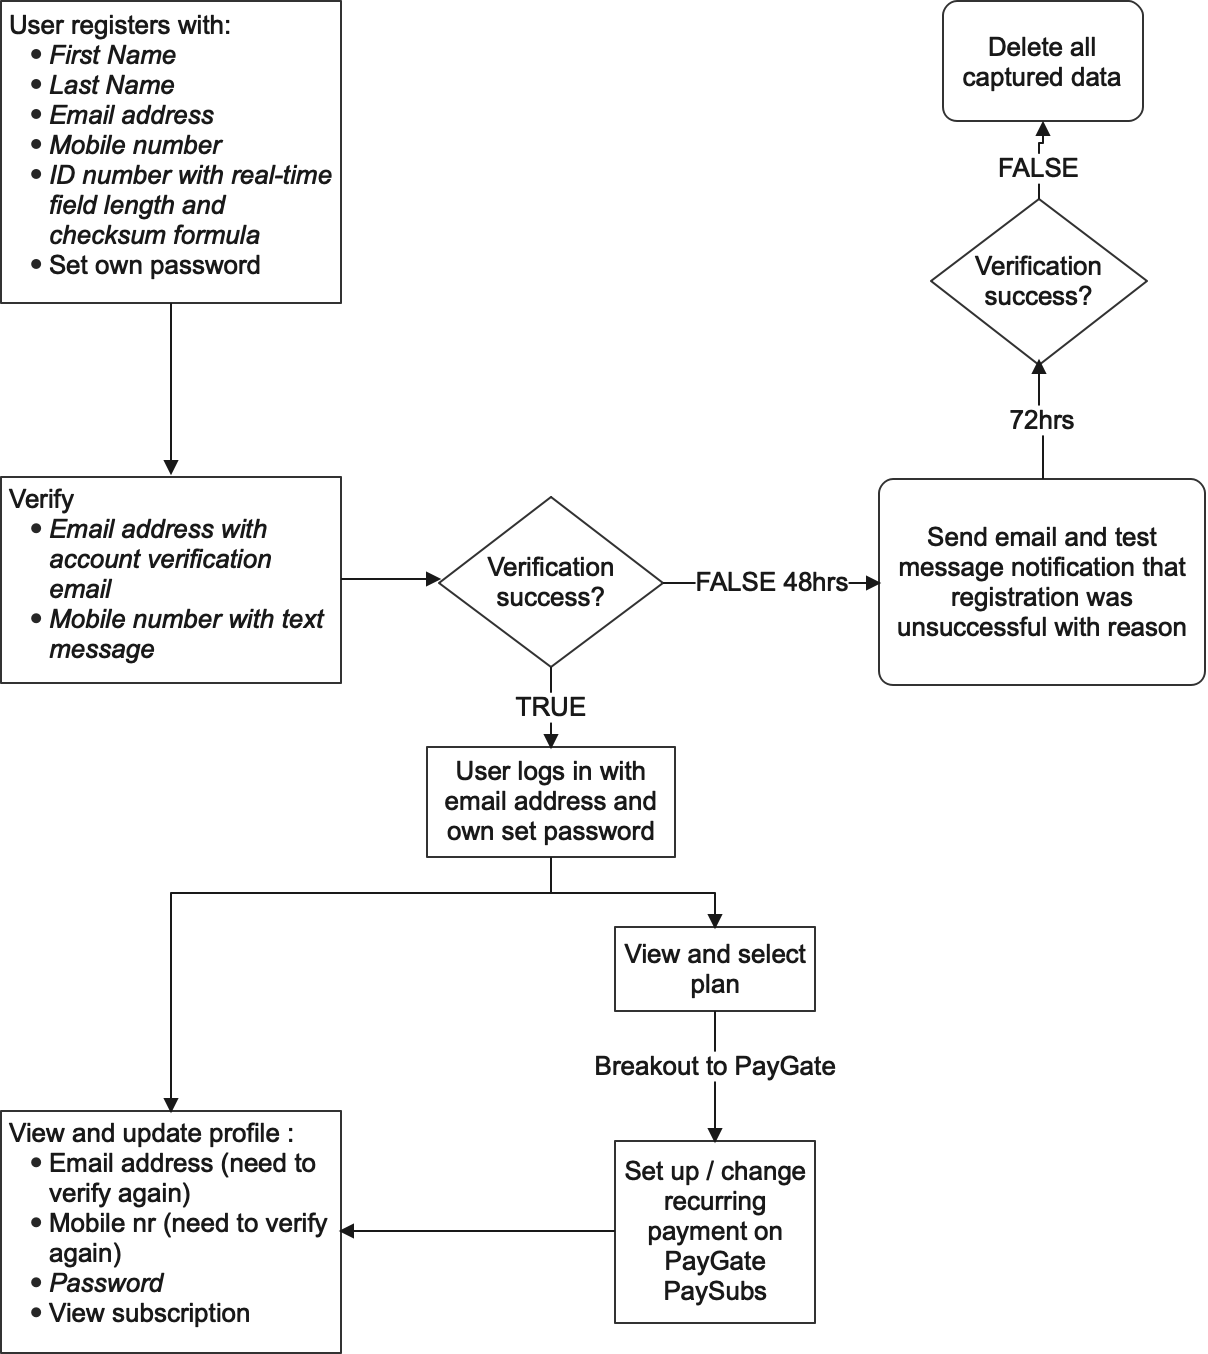 User registers with:
• First Name
• Last Name
• Email address
• Mobile number
• ID number with real-time
field length and
checksum formula
• Set own password
Delete all
captured data
FALSE
Verification
success?
72hrs
Verify
• Email address with
account verification
email
• Mobile number with text
message
Verification
success?
FALSE 48hrs
Send email and test
message notification that
registration was
unsuccessful with reason
TRUE
User logs in with
email address and
own set password
View and select
plan
Breakout to PayGate
View and update profile :
• Email address (need to
verify again)
• Mobile nr (need to verify
again)
• Password
• View subscription
Set up / change
recurring
payment on
PayGate
PaySubs